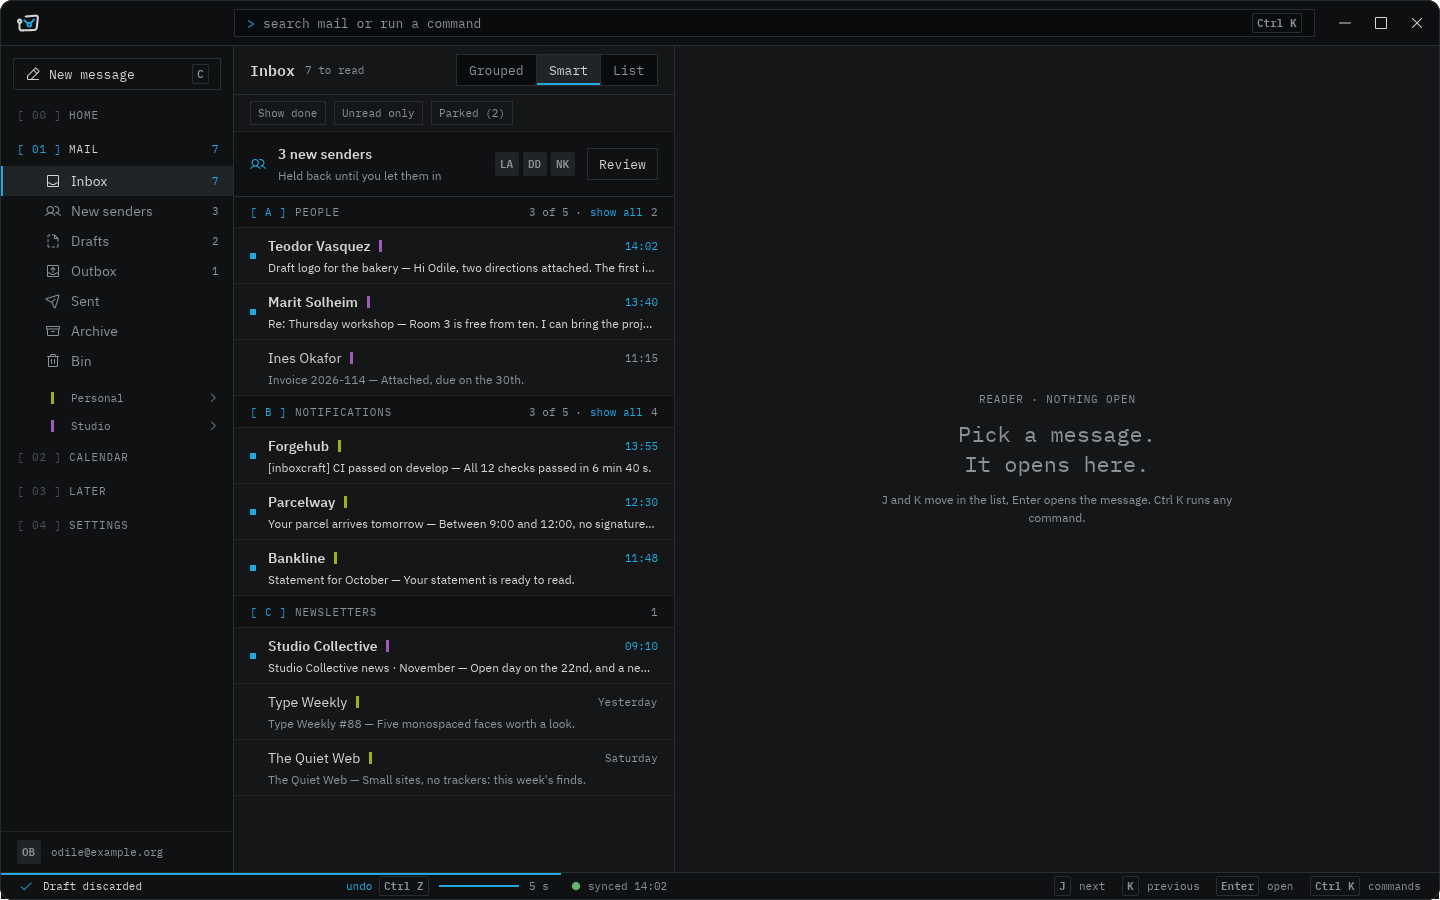 > search mail or run a command Ctrl K
New message C
[ 00 ] HOME
[ 01 ] MAIL 7
Inbox 7
New senders 3
Drafts 2
Outbox 1
Sent
Archive
Bin
Personal
Studio
[ 02 ] CALENDAR
[ 03 ] LATER
[ 04 ] SETTINGS
OB odile@example.org
Inbox 7 to read Grouped Smart List
Show done Unread only Parked (2)
3 new senders
Held back until you let them in
LA DD NK Review
[ A ] PEOPLE 3 of 5 · show all 2
Teodor Vasquez 14:02
Draft logo for the bakery — Hi Odile, two directions attached. The first i…
Marit Solheim 13:40
Re: Thursday workshop — Room 3 is free from ten. I can bring the proj…
Ines Okafor 11:15
Invoice 2026-114 — Attached, due on the 30th.
[ B ] NOTIFICATIONS 3 of 5 · show all 4
Forgehub 13:55
[inboxcraft] CI passed on develop — All 12 checks passed in 6 min 40 s.
Parcelway 12:30
Your parcel arrives tomorrow — Between 9:00 and 12:00, no signature…
Bankline 11:48
Statement for October — Your statement is ready to read.
[ C ] NEWSLETTERS 1
Studio Collective 09:10
Studio Collective news · November — Open day on the 22nd, and a ne…
Type Weekly Yesterday
Type Weekly #88 — Five monospaced faces worth a look.
The Quiet Web Saturday
The Quiet Web — Small sites, no trackers: this week's finds.
READER · NOTHING OPEN
Pick a message.
It opens here.
J and K move in the list, Enter opens the message. Ctrl K runs any
command.
Draft discarded undo Ctrl Z 5 s synced 14:02 J next K previous Enter open Ctrl K commands